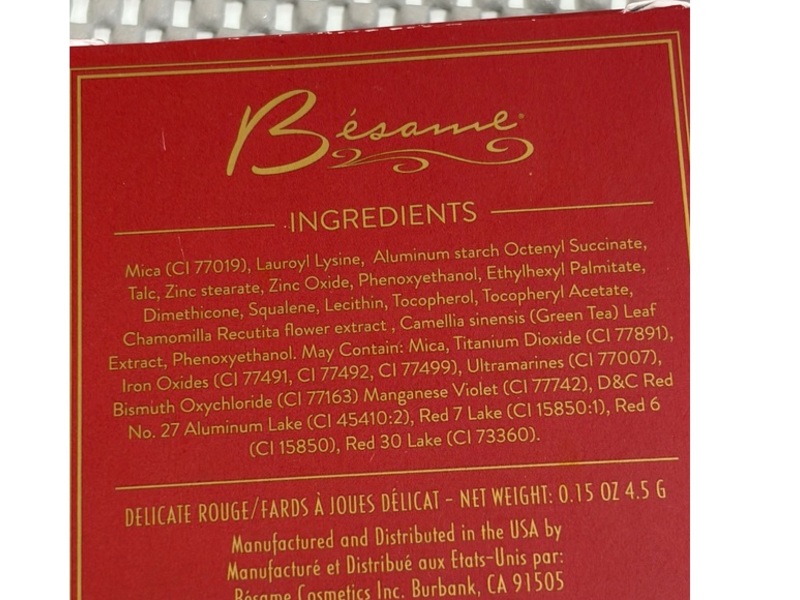 Bésame
INGREDIENTS
Mica (CI 77019), Lauroyl Lysine, Aluminum starch Octenyl Succinate,
Talc, Zinc stearate, Zinc Oxide, Phenoxyethanol, Ethylhexyl Palmitate,
Dimethicone, Squalene, Lecithin, Tocopherol, Tocopheryl Acetate,
Chamomilla Recutita flower extract , Camellia sinensis (Green Tea) Leaf
Extract, Phenoxyethanol. May Contain: Mica, Titanium Dioxide (CI 77891),
Iron Oxides (CI 77491, CI 77492, CI 77499), Ultramarines (CI 77007),
Bismuth Oxychloride (CI 77163) Manganese Violet (CI 77742), D&C Red
No. 27 Aluminum Lake (CI 45410:2), Red 7 Lake (CI 15850:1), Red 6
(CI 15850), Red 30 Lake (CI 73360).
DELICATE ROUGE/FARDS À JOUES DÉLICAT – NET WEIGHT: 0.15 OZ 4.5 G
Manufactured and Distributed in the USA by
Manufacturé et Distribué aux Etats-Unis par:
Bésame Cosmetics Inc. Burbank, CA 91505